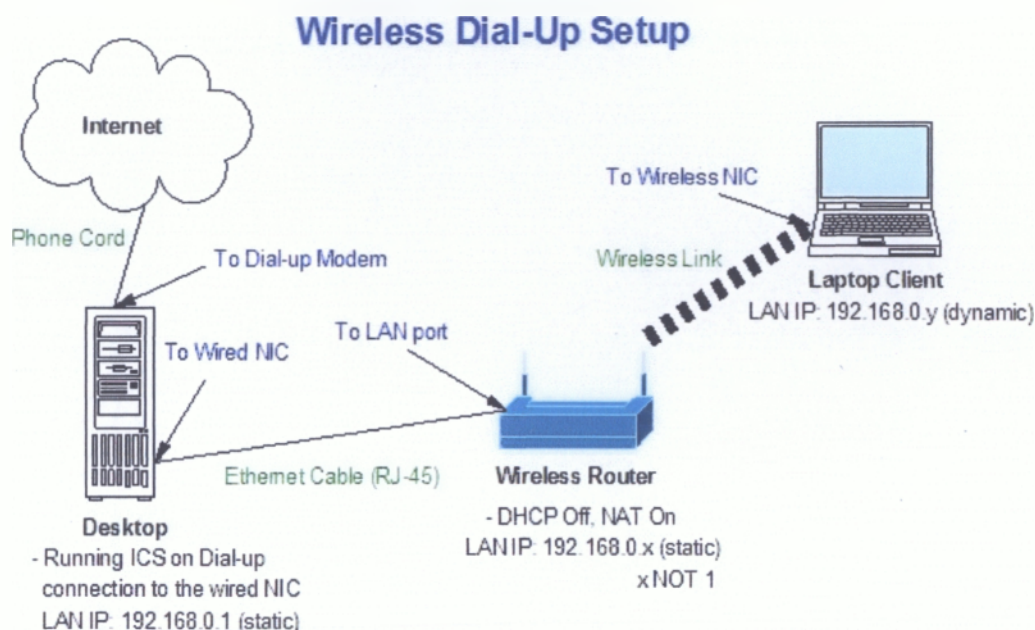 Wireless Dial-Up Setup
Internet
Phone Cord
To Dial-up Modem
To Wired NIC
To LAN port
To Wireless NIC
Wireless Link
Laptop Client
LAN IP: 192.168.0.y (dynamic)
Ethernet Cable (RJ-45)
Wireless Router
- DHCP Off, NAT On
LAN IP: 192.168.0.x (static)
x NOT 1
Desktop
- Running ICS on Dial-up
connection to the wired NIC
LAN IP: 192.168.0.1 (static)